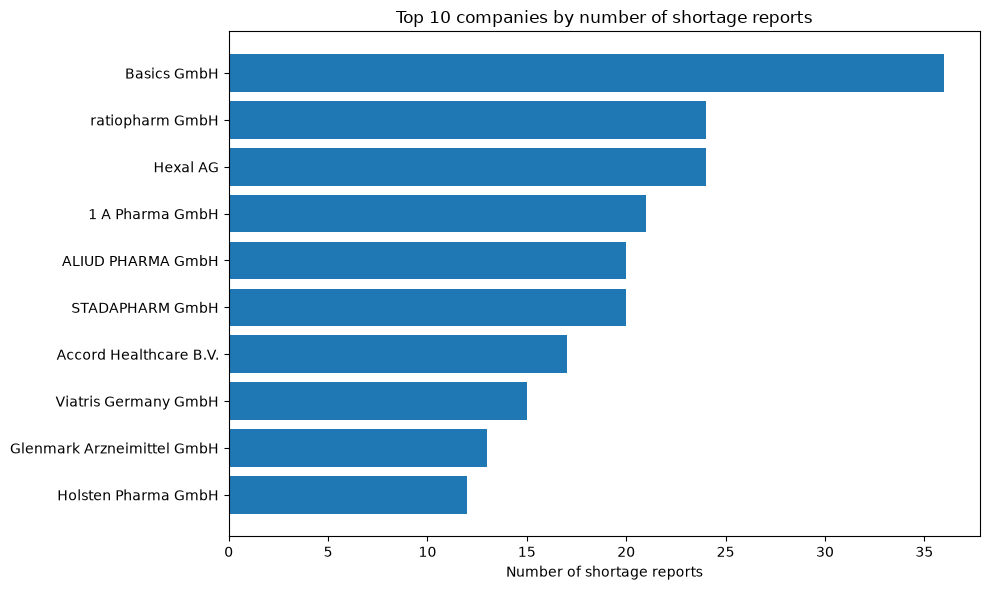 Top 10 companies by number of shortage reports
Basics GmbH
ratiopharm GmbH
Hexal AG
1 A Pharma GmbH
ALIUD PHARMA GmbH
STADAPHARM GmbH
Accord Healthcare B.V.
Viatris Germany GmbH
Glenmark Arzneimittel GmbH
Holsten Pharma GmbH
0 5 10 15 20 25 30 35
Number of shortage reports